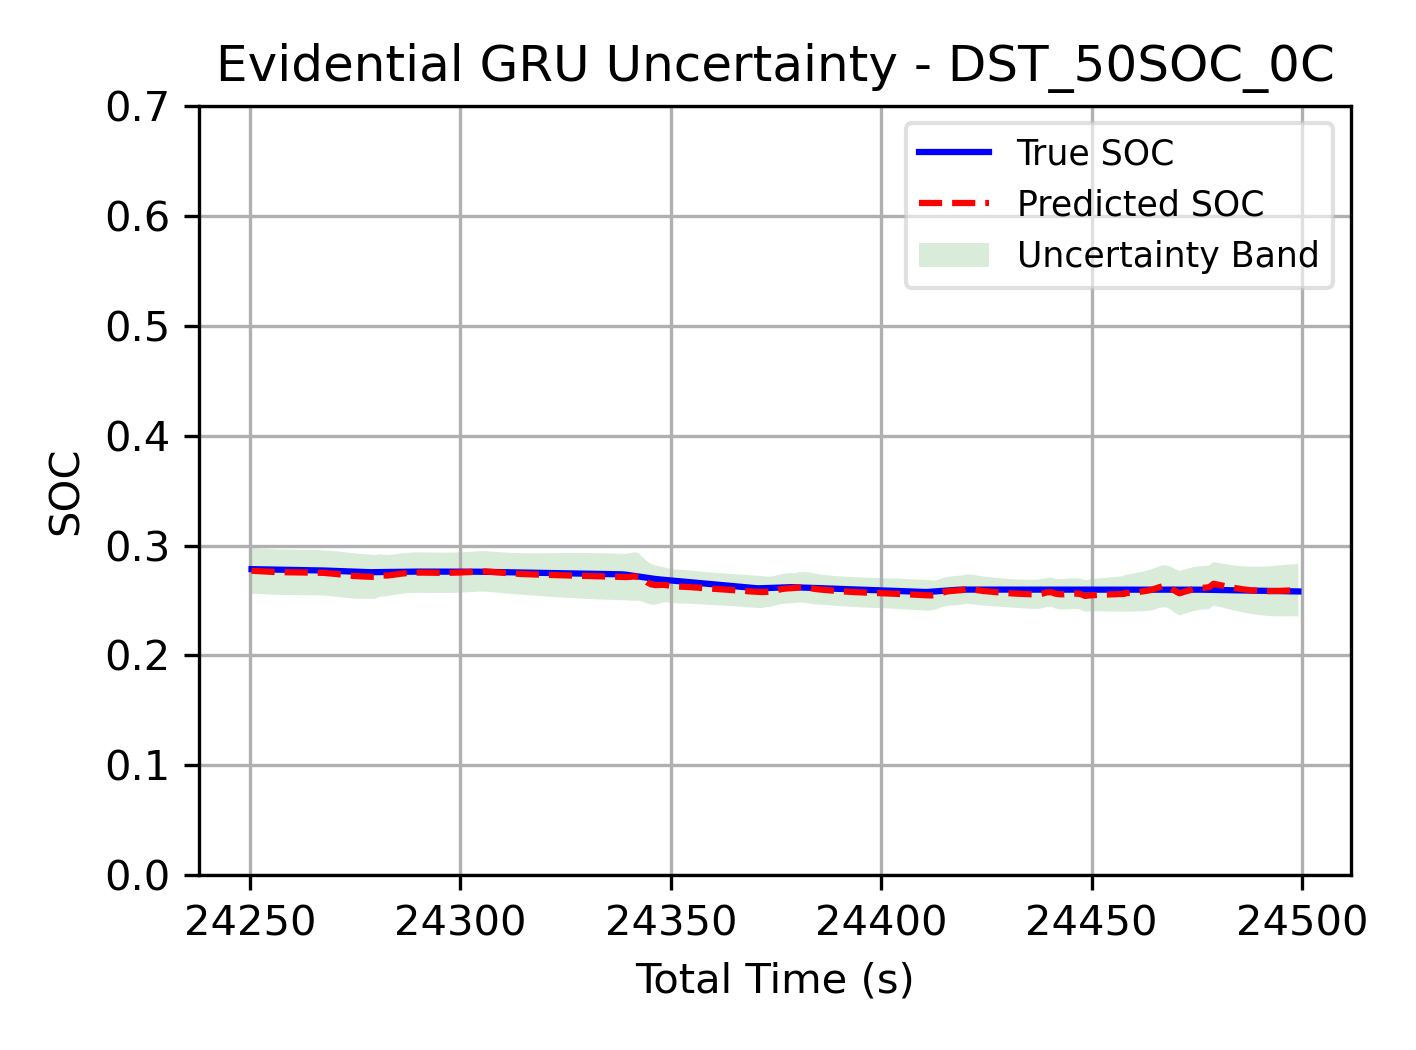 Evidential GRU Uncertainty - DST_50SOC_0C
True SOC
Predicted SOC
Uncertainty Band
0.7
0.6
0.5
0.4
0.3
0.2
0.1
0.0
SOC
24250 24300 24350 24400 24450 24500
Total Time (s)